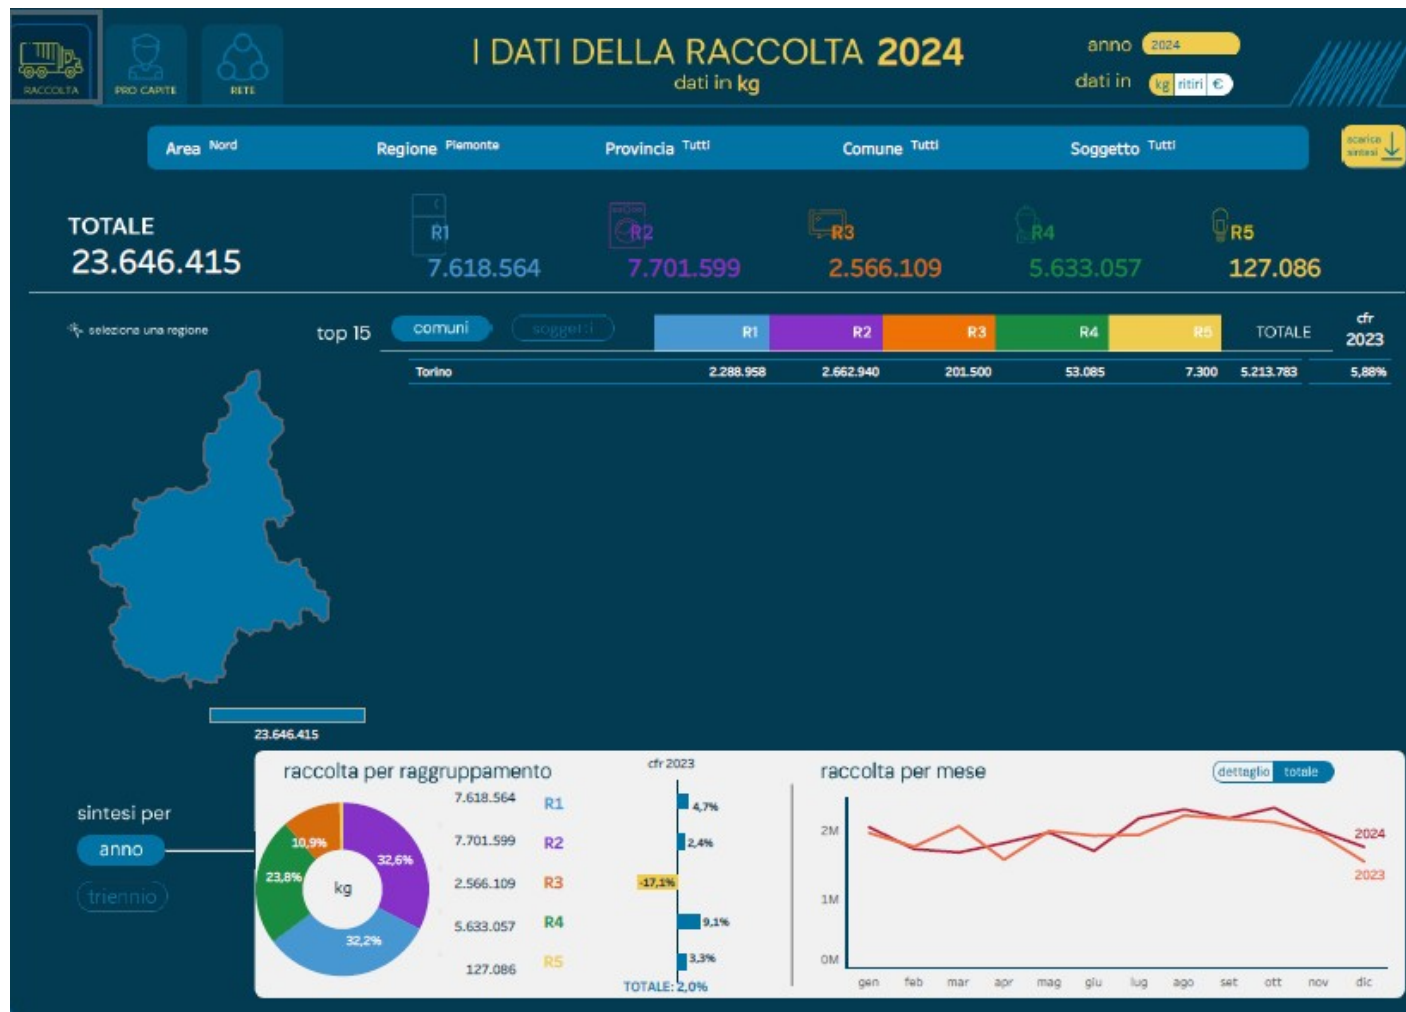 I DATI DELLA RACCOLTA 2024
dati in kg
anno 2024
dati in kg ritiri €
RACCOLTA
PRO CAPITE
RETE
Area Nord Regione Piemonte Provincia Tutti Comune Tutti Soggetto Tutti
scarica
sintesi
TOTALE
23.646.415
R1
7.618.564
R2
7.701.599
R3
2.566.109
R4
5.633.057
R5
127.086
seleziona una regione
top 15 comuni soggetti R1 R2 R3 R4 R5 TOTALE cfr
2023
Torino 2.288.958 2.662.940 201.500 53.085 7.300 5.213.783 5,88%
23.646.415
sintesi per
anno
triennio
raccolta per raggruppamento
cfr 2023
10,9%
32,6%
23,8%
32,2%
kg
7.618.564 R1 4,7%
7.701.599 R2 2,4%
2.566.109 R3 -17,1%
5.633.057 R4 9,1%
127.086 R5 3,3%
TOTALE: 2,0%
raccolta per mese
dettaglio totale
2M
1M
0M
2024
2023
gen feb mar apr mag giu lug ago set ott nov dic